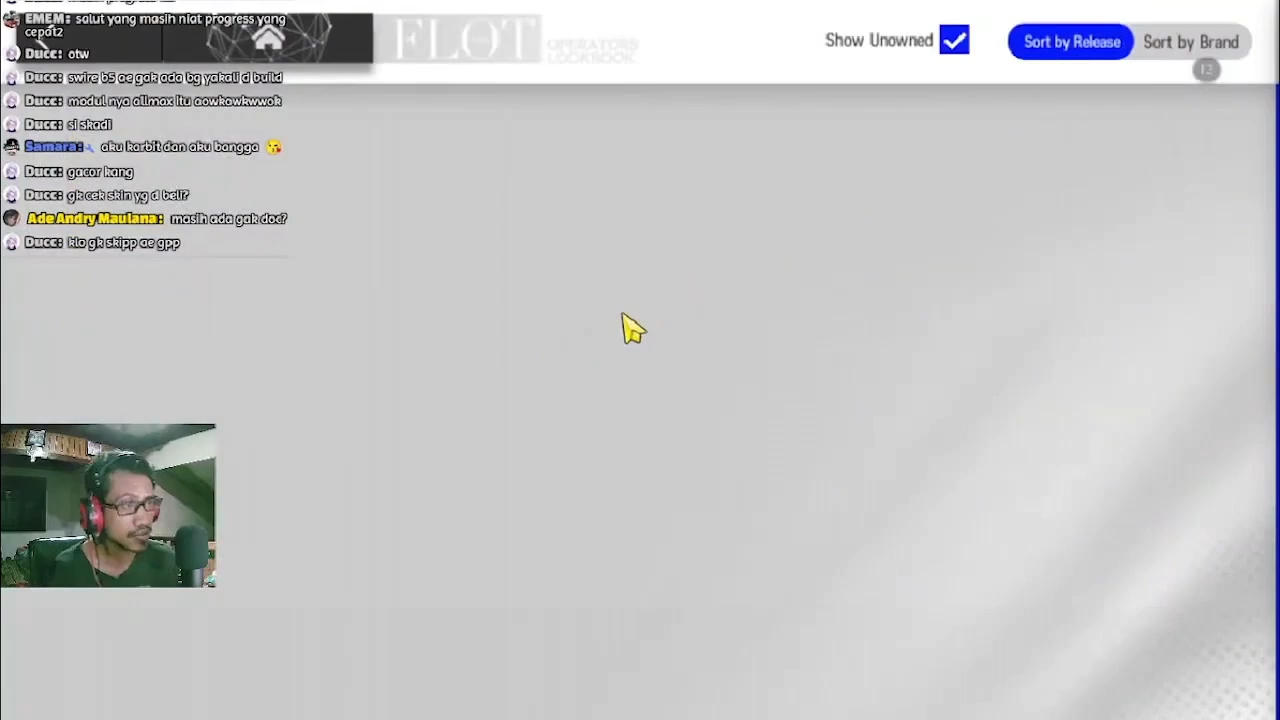 EMEM: salut yang masih niat progress yang
cepat2
Ducc: otw
Ducc: swire b5 ae gak ada bg yakali d build
Ducc: modul nya allmax itu aowkawkwwok
Ducc: si skadi
Samara: aku karbit dan aku bangga 😘
Ducc: gacor kang
Ducc: gk cek skin yg d beli?
Ade Andry Maulana: masih ada gak doc?
Ducc: klo gk skipp ae gpp
FLOT
OPERATORS
LOOKBOOK
Show Unowned
Sort by Release
Sort by Brand